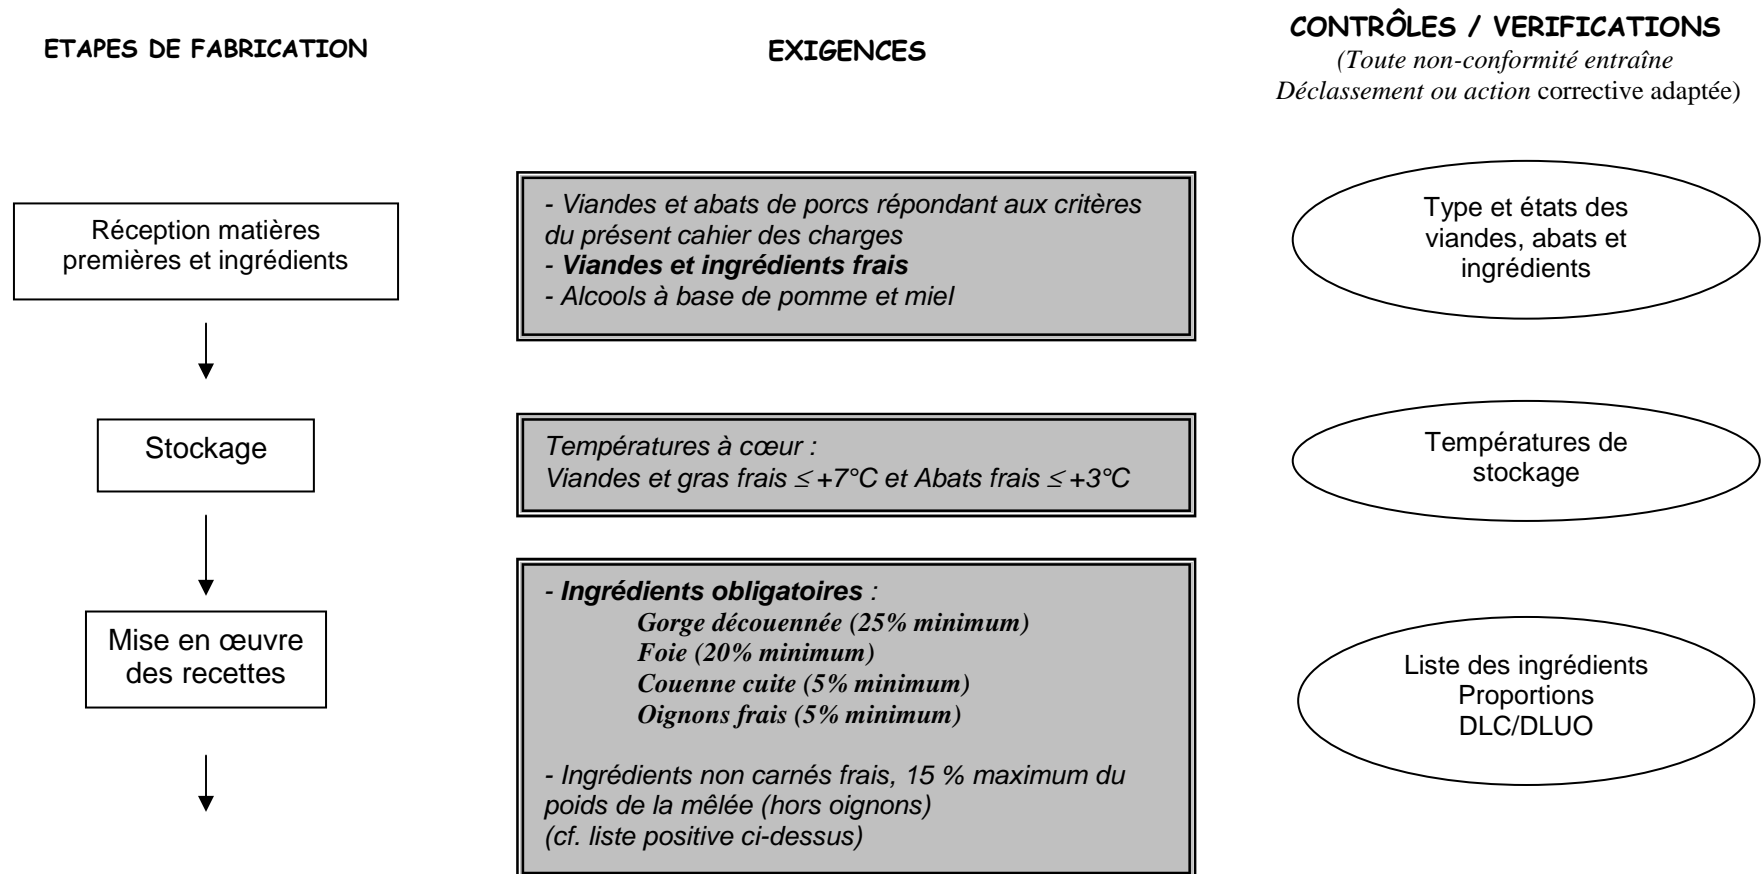 ETAPES DE FABRICATION
EXIGENCES
CONTRÔLES / VERIFICATIONS
(Toute non-conformité entraîne
Déclassement ou action corrective adaptée)
Réception matières
premières et ingrédients
- Viandes et abats de porcs répondant aux critères
du présent cahier des charges
- Viandes et ingrédients frais
- Alcools à base de pomme et miel
Type et états des
viandes, abats et
ingrédients
Stockage
Températures à cœur :
Viandes et gras frais ≤ +7°C et Abats frais ≤ +3°C
Températures de
stockage
Mise en œuvre
des recettes
- Ingrédients obligatoires :
Gorge découennée (25% minimum)
Foie (20% minimum)
Couenne cuite (5% minimum)
Oignons frais (5% minimum)
- Ingrédients non carnés frais, 15 % maximum du
poids de la mêlée (hors oignons)
(cf. liste positive ci-dessus)
Liste des ingrédients
Proportions
DLC/DLUO